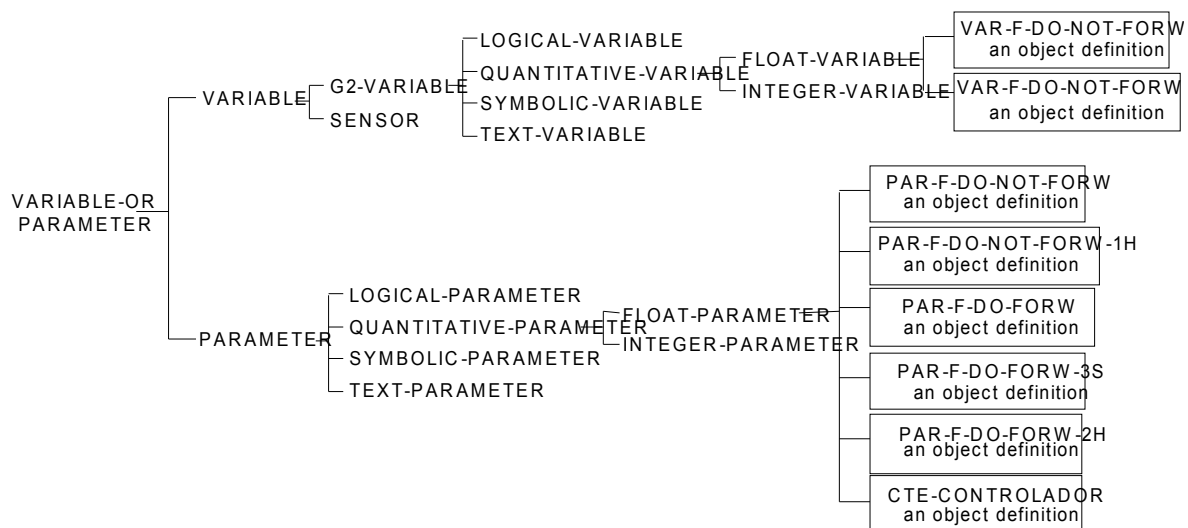 VARIABLE-OR
PARAMETER
VARIABLE
G2-VARIABLE
SENSOR
LOGICAL-VARIABLE
QUANTITATIVE-VARIABLE
SYMBOLIC-VARIABLE
TEXT-VARIABLE
FLOAT-VARIABLE
INTEGER-VARIABLE
VAR-F-DO-NOT-FORW
an object definition
VAR-F-DO-NOT-FORW
an object definition
PARAMETER
LOGICAL-PARAMETER
QUANTITATIVE-PARAMETER
SYMBOLIC-PARAMETER
TEXT-PARAMETER
FLOAT-PARAMETER
INTEGER-PARAMETER
PAR-F-DO-NOT-FORW
an object definition
PAR-F-DO-NOT-FORW-1H
an object definition
PAR-F-DO-FORW
an object definition
PAR-F-DO-FORW-3S
an object definition
PAR-F-DO-FORW-2H
an object definition
CTE-CONTROLADOR
an object definition